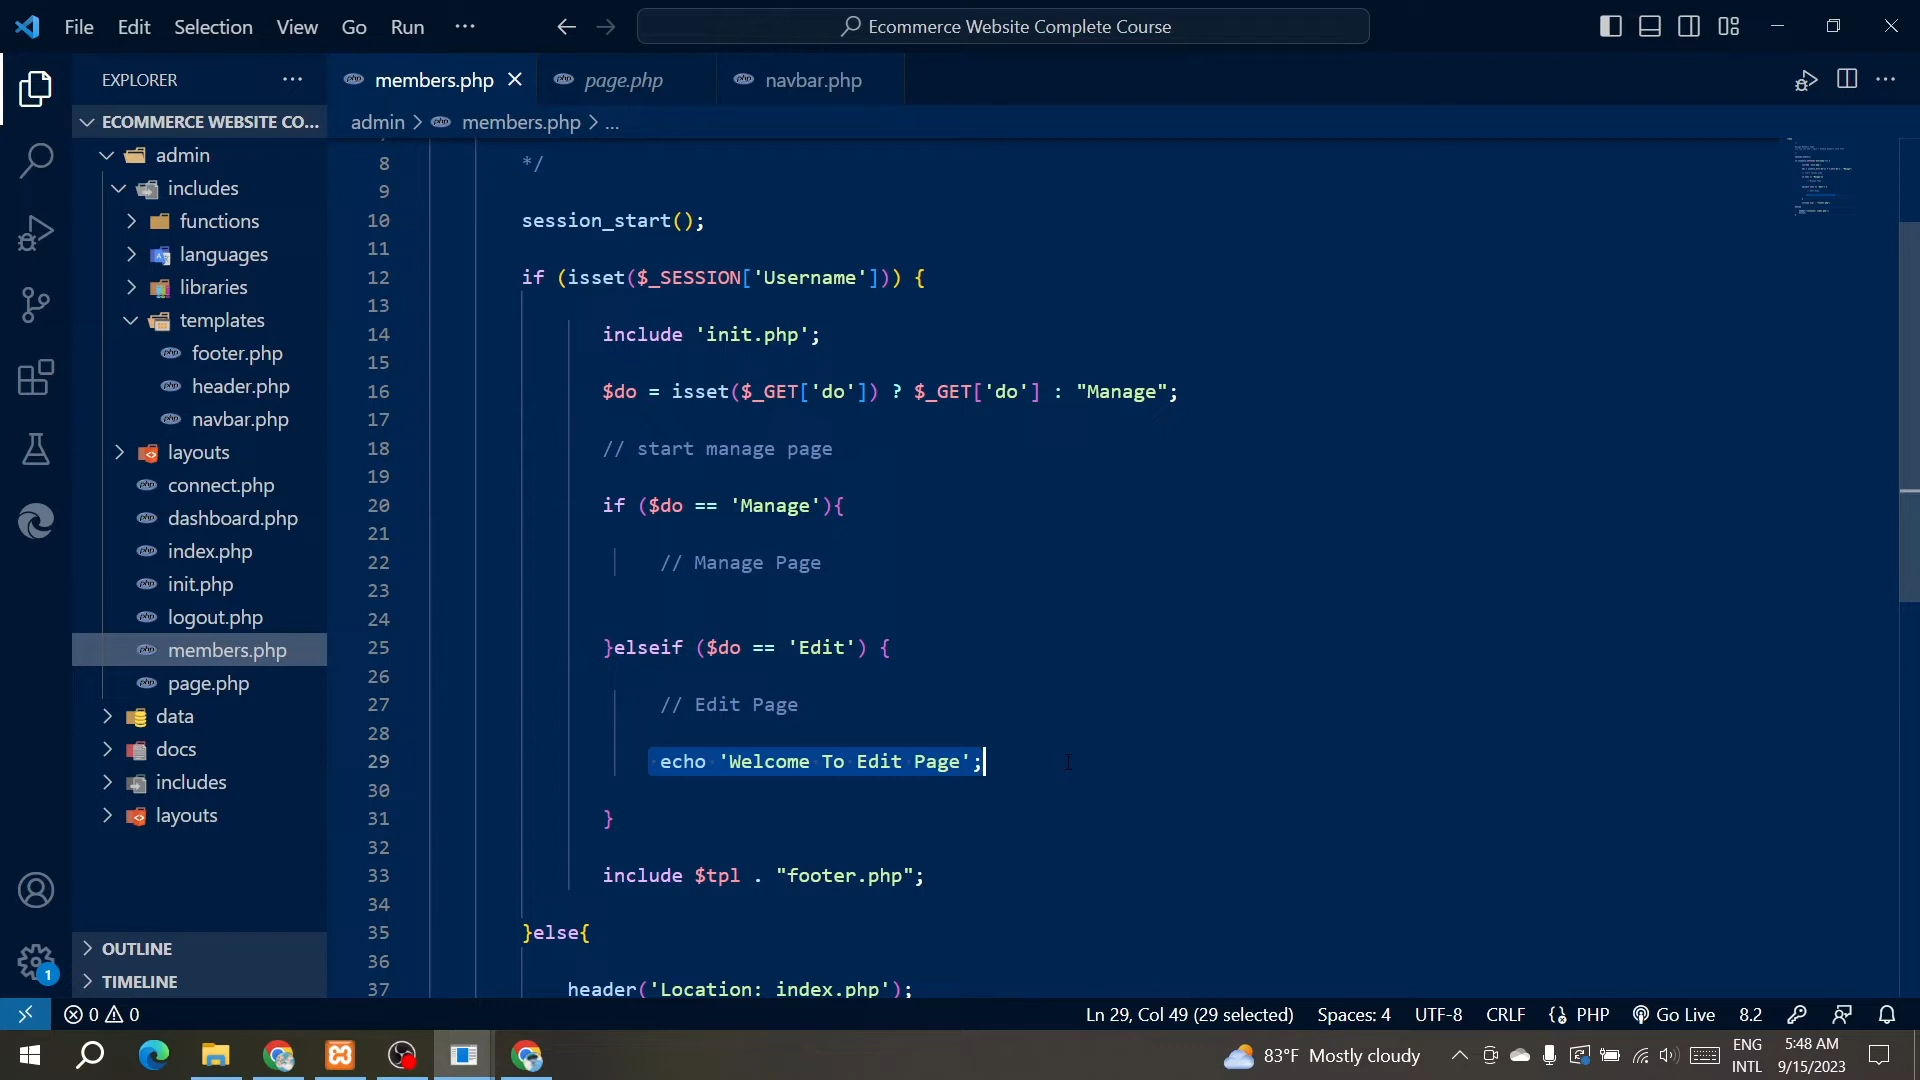 File Edit Selection View Go Run ···
Ecommerce Website Complete Course
EXPLORER ···
members.php
page.php
navbar.php
ECOMMERCE WEBSITE CO...
admin > members.php > ...
admin
includes
functions
languages
libraries
templates
footer.php
header.php
navbar.php
layouts
connect.php
dashboard.php
index.php
init.php
logout.php
members.php
page.php
data
docs
includes
layouts
OUTLINE
TIMELINE
1
8 */
9
10 session_start();
11
12 if (isset($_SESSION['Username'])) {
13
14 include 'init.php';
15
16 $do = isset($_GET['do']) ? $_GET['do'] : "Manage";
17
18 // start manage page
19
20 if ($do == 'Manage'){
21
22 // Manage Page
23
24
25 }elseif ($do == 'Edit') {
26
27 // Edit Page
28
29 echo 'Welcome To Edit Page';
30
31 }
32
33 include $tpl . "footer.php";
34
35 }else{
36
37 header('Location: index.php');
0 0
Ln 29, Col 49 (29 selected) Spaces: 4 UTF-8 CRLF PHP Go Live 8.2
83°F Mostly cloudy
ENG
INTL
5:48 AM
9/15/2023